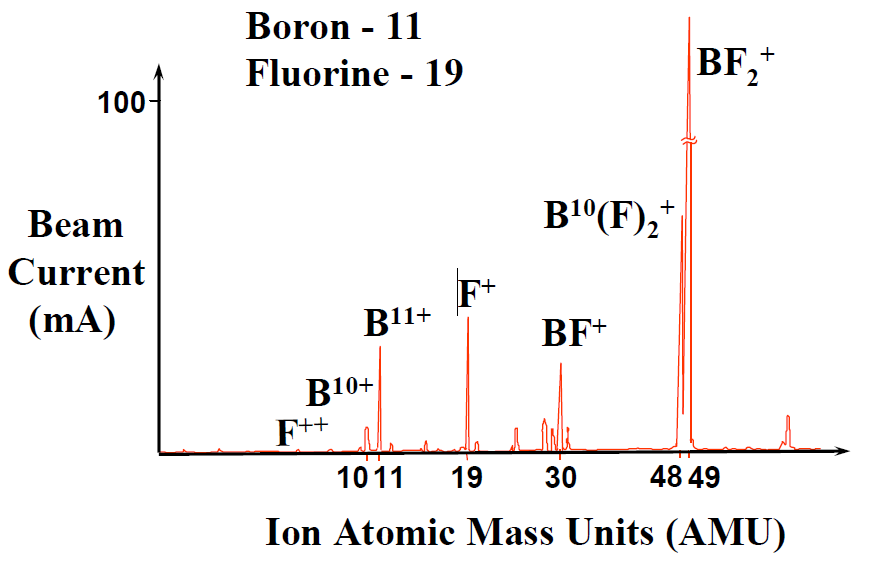 Boron - 11
Fluorine - 19
BF₂⁺
100
B¹⁰(F)₂⁺
Beam
Current
(mA)
F⁺
B¹¹⁺
BF⁺
B¹⁰⁺
F⁺⁺
10 11 19 30 48 49
Ion Atomic Mass Units (AMU)